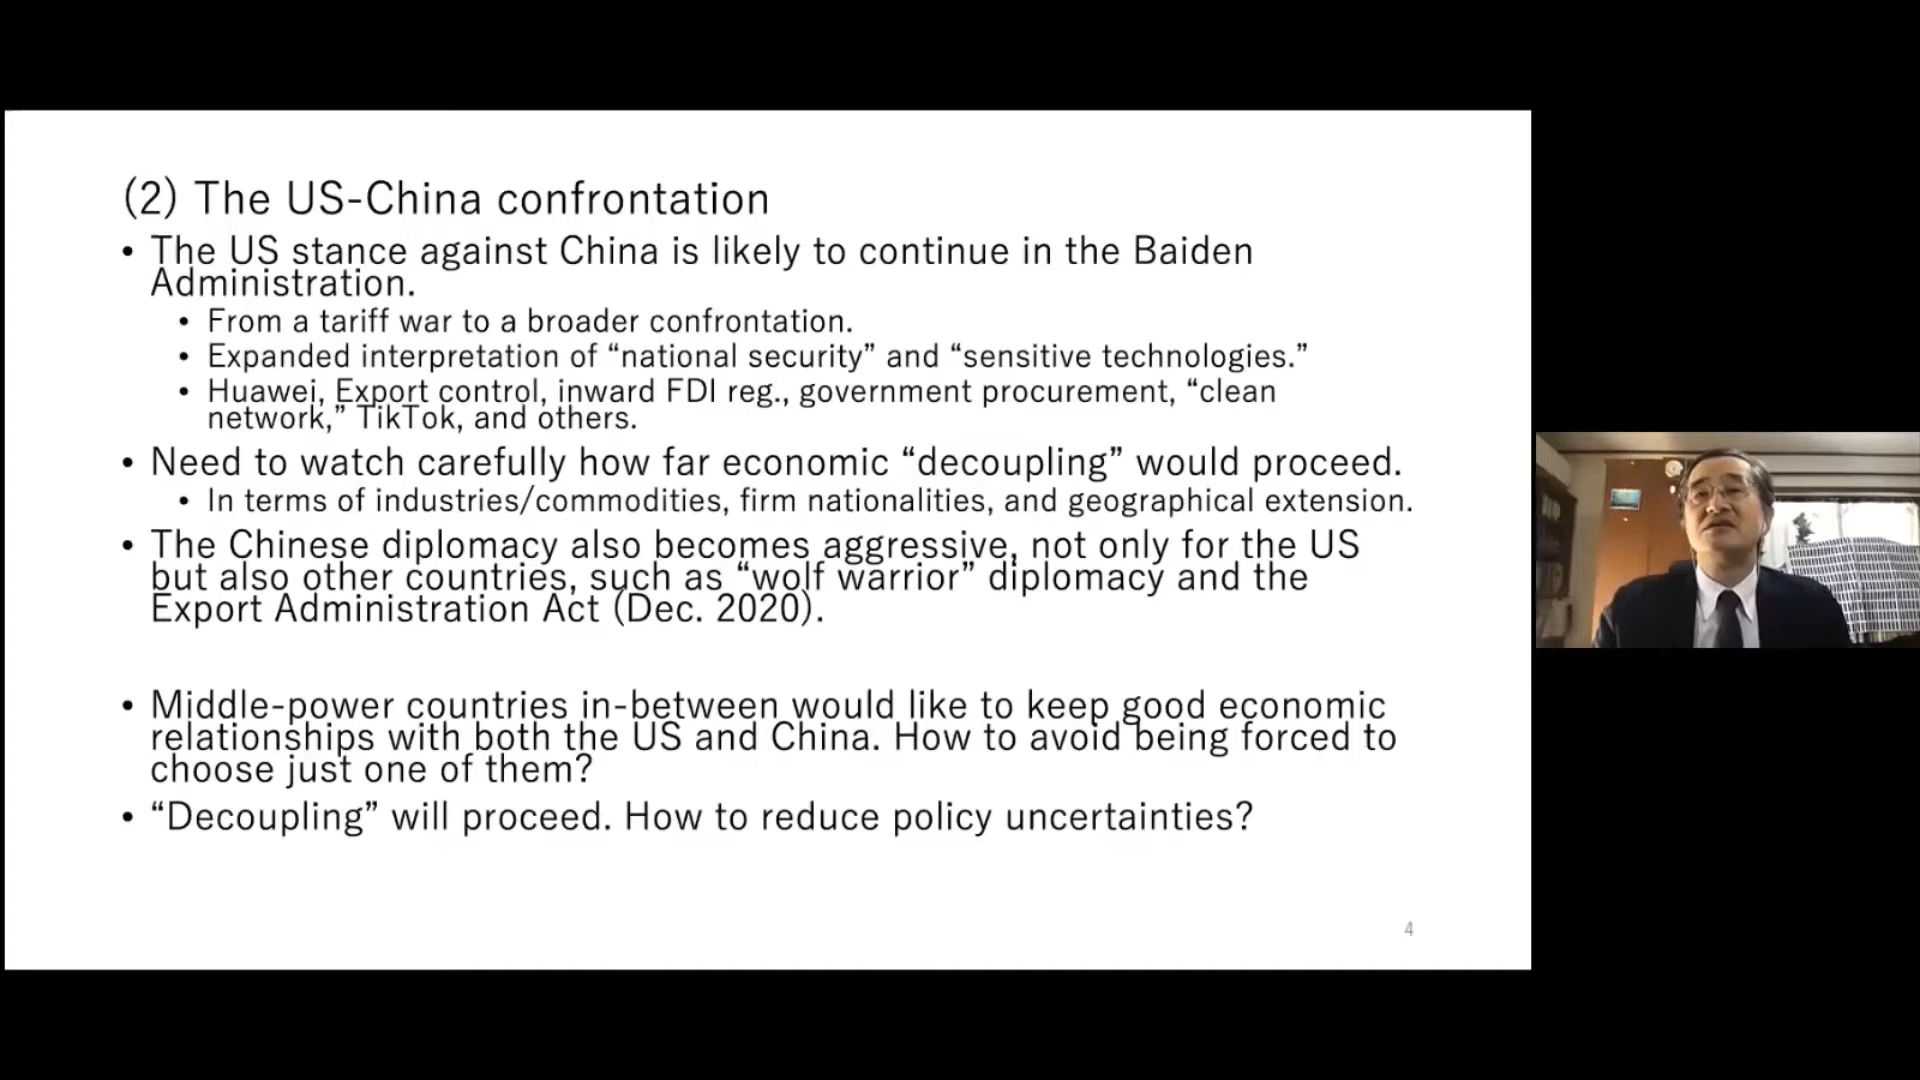 (2) The US-China confrontation
• The US stance against China is likely to continue in the Baiden
Administration.
• From a tariff war to a broader confrontation.
• Expanded interpretation of “national security” and “sensitive technologies.”
• Huawei, Export control, inward FDI reg., government procurement, “clean
network,” TikTok, and others.
• Need to watch carefully how far economic “decoupling” would proceed.
• In terms of industries/commodities, firm nationalities, and geographical extension.
• The Chinese diplomacy also becomes aggressive, not only for the US
but also other countries, such as “wolf warrior” diplomacy and the
Export Administration Act (Dec. 2020).
• Middle-power countries in-between would like to keep good economic
relationships with both the US and China. How to avoid being forced to
choose just one of them?
• “Decoupling” will proceed. How to reduce policy uncertainties?
4